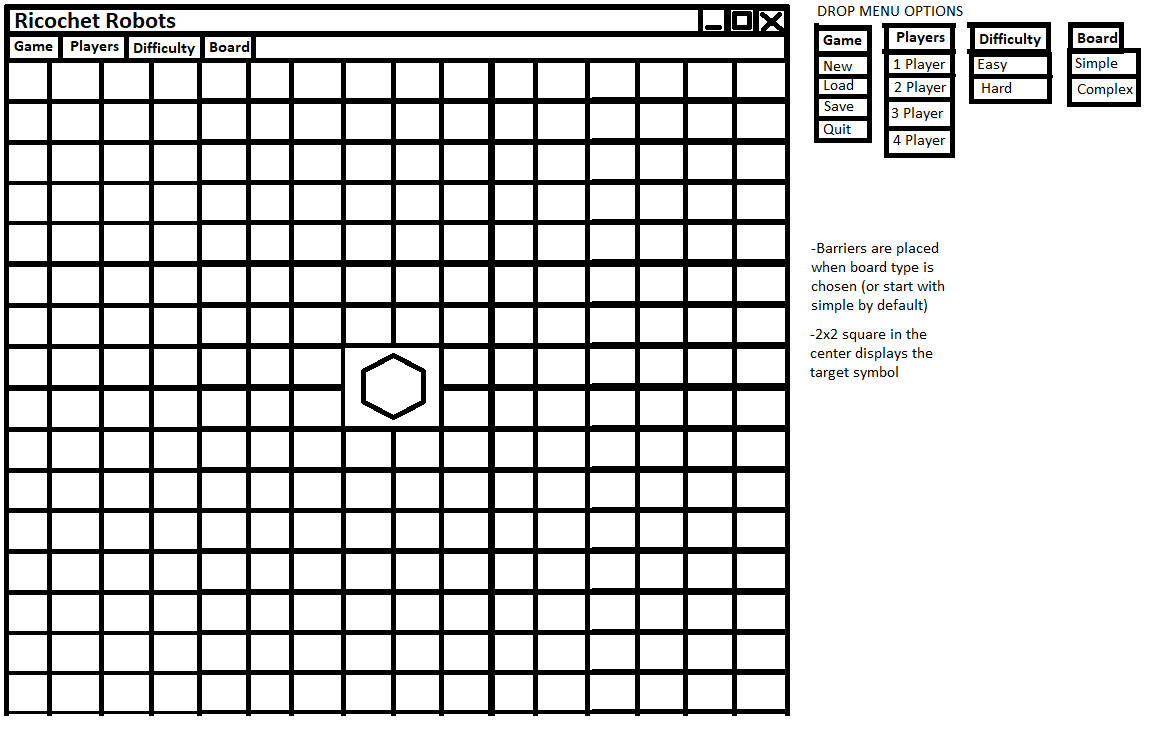 Ricochet Robots
Game Players Difficulty Board
DROP MENU OPTIONS
Game
New
Load
Save
Quit
Players
1 Player
2 Player
3 Player
4 Player
Difficulty
Easy
Hard
Board
Simple
Complex
-Barriers are placed
when board type is
chosen (or start with
simple by default)
-2x2 square in the
center displays the
target symbol